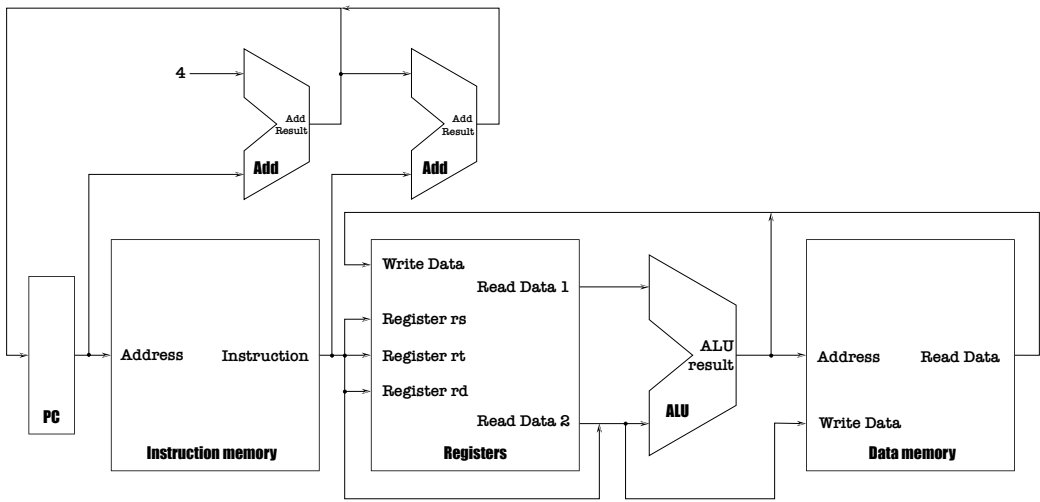 4
Add
Result
Add
Add
Result
Add
PC
Address
Instruction
Instruction memory
Write Data
Read Data 1
Register rs
Register rt
Register rd
Read Data 2
Registers
ALU
result
ALU
Address
Read Data
Write Data
Data memory